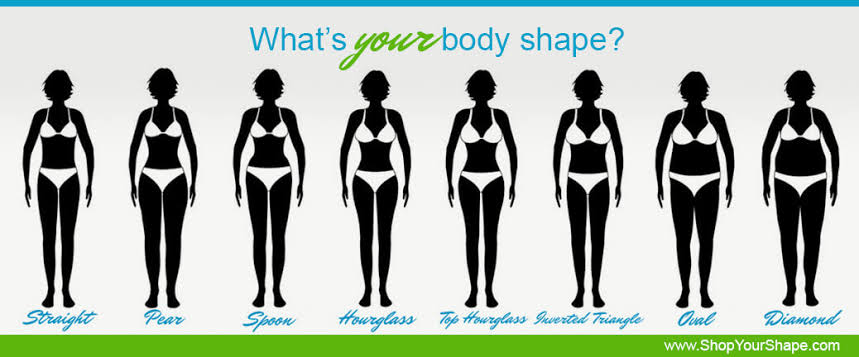 What's your body shape?
Straight Pear Spoon Hourglass Top Hourglass Inverted Triangle Oval Diamond
www.ShopYourShape.com